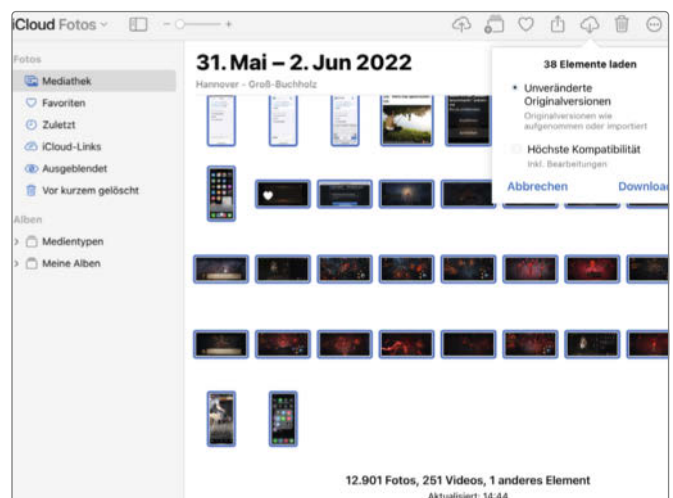 iCloud Fotos
Fotos
Mediathek
Favoriten
Zuletzt
iCloud-Links
Ausgeblendet
Vor kurzem gelöscht
Alben
Medientypen
Meine Alben
31. Mai – 2. Jun 2022
Hannover - Groß-Buchholz
38 Elemente laden
Unveränderte
Originalversionen
Originalversionen wie
aufgenommen oder importiert
Höchste Kompatibilität
Inkl. Bearbeitungen
Abbrechen Downloa
12.901 Fotos, 251 Videos, 1 anderes Element
Aktualisiert: 14:44